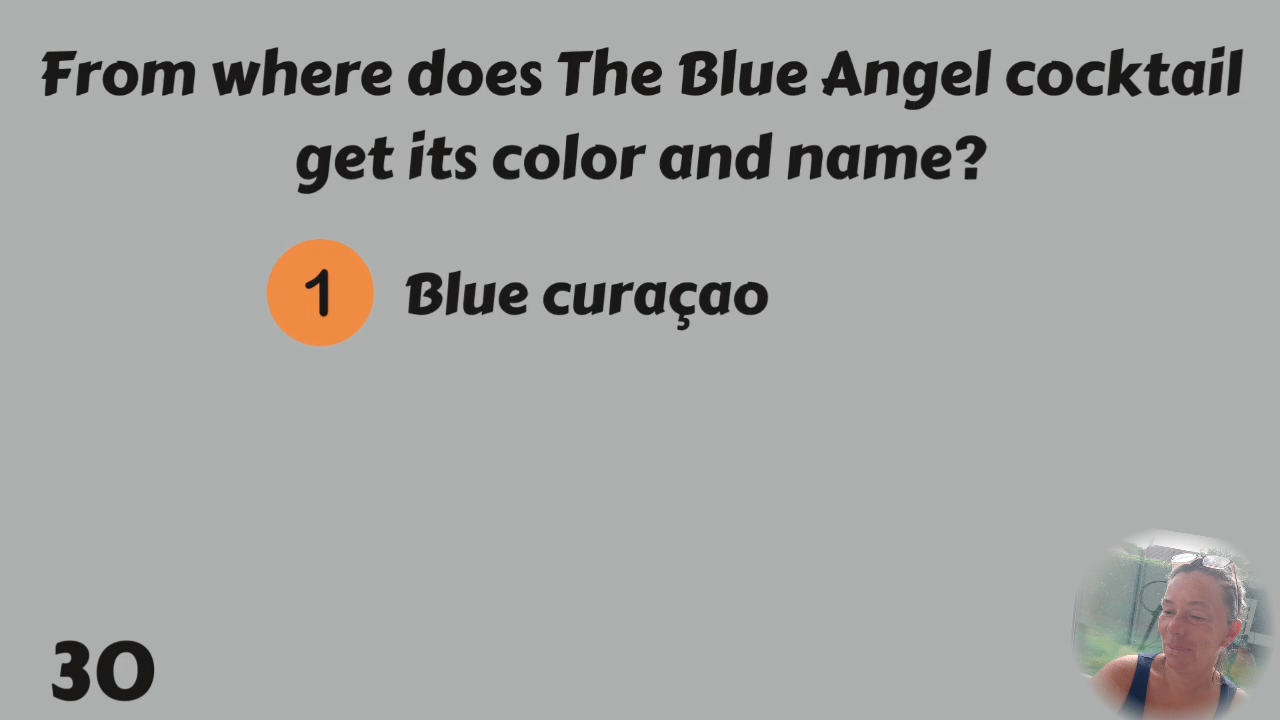 From where does The Blue Angel cocktail
get its color and name?
1 Blue curaçao
30